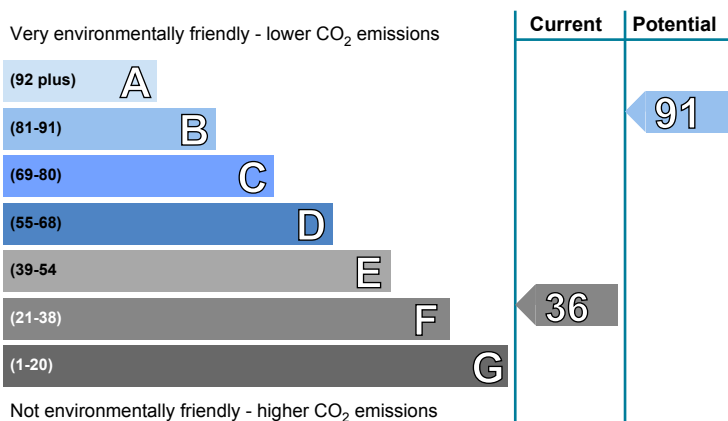 Current Potential
Very environmentally friendly - lower CO2 emissions
(92 plus) A
(81-91) B
91
(69-80) C
(55-68) D
(39-54 E
(21-38) F
36
(1-20) G
Not environmentally friendly - higher CO2 emissions